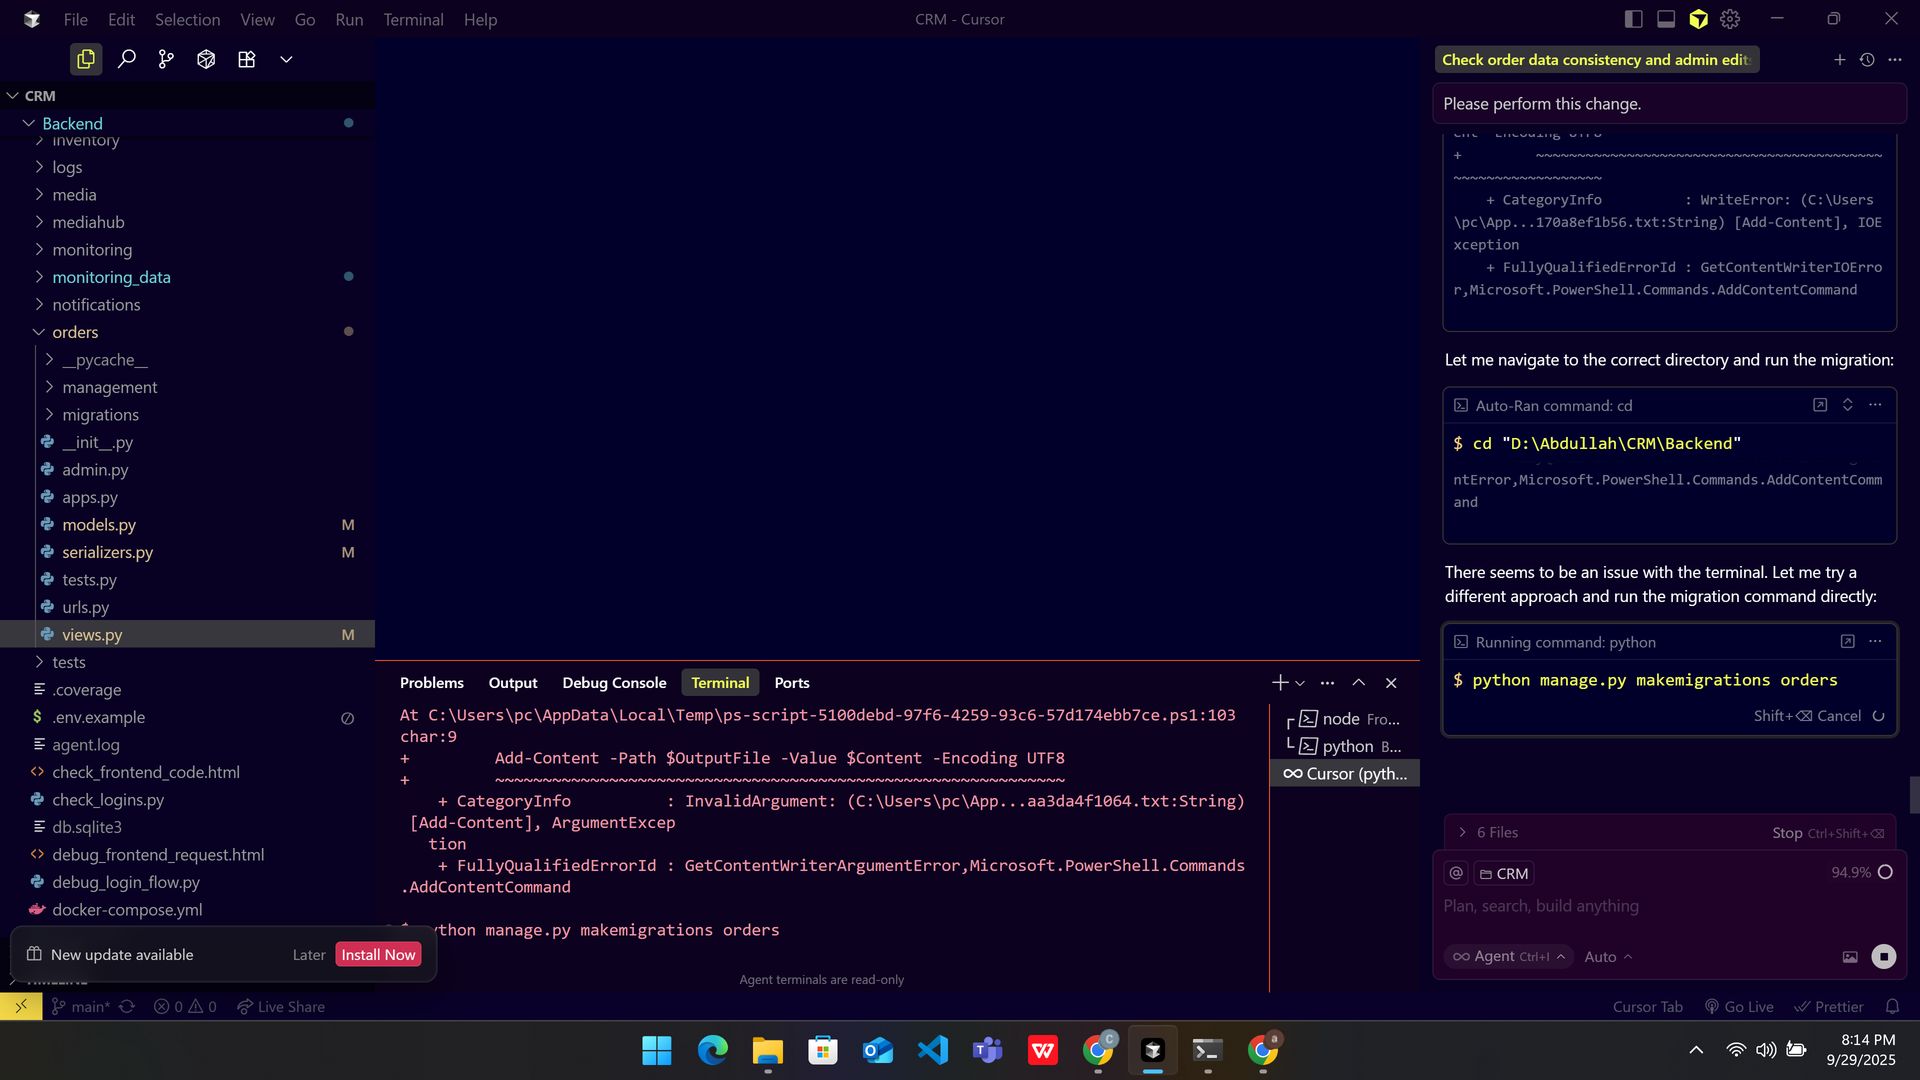 File Edit Selection View Go Run Terminal Help
CRM - Cursor
CRM
Backend
inventory
logs
media
mediahub
monitoring
monitoring_data
notifications
orders
__pycache__
management
migrations
__init__.py
admin.py
apps.py
models.py M
serializers.py M
tests.py
urls.py
views.py M
tests
.coverage
.env.example
agent.log
check_frontend_code.html
check_logins.py
db.sqlite3
debug_frontend_request.html
debug_login_flow.py
docker-compose.yml
New update available Later Install Now
main* 0 0 Live Share
Problems Output Debug Console Terminal Ports
At C:\Users\pc\AppData\Local\Temp\ps-script-5100debd-97f6-4259-93c6-57d174ebb7ce.ps1:103
char:9
+         Add-Content -Path $OutputFile -Value $Content -Encoding UTF8
+         ~~~~~~~~~~~~~~~~~~~~~~~~~~~~~~~~~~~~~~~~~~~~~~~~~~~~~~~~~~~~
    + CategoryInfo          : InvalidArgument: (C:\Users\pc\App...aa3da4f1064.txt:String)
 [Add-Content], ArgumentExcep
   tion
    + FullyQualifiedErrorId : GetContentWriterArgumentError,Microsoft.PowerShell.Commands
.AddContentCommand
ython manage.py makemigrations orders
Agent terminals are read-only
node Fro...
python B...
Cursor (pyth...
Check order data consistency and admin edit
Please perform this change.
+         ~~~~~~~~~~~~~~~~~~~~~~~~~~~~~~~~~~~~~~~~~~
~~~~~~~~~~~~~~~~~~
    + CategoryInfo          : WriteError: (C:\Users
\pc\App...170a8ef1b56.txt:String) [Add-Content], IOE
xception
    + FullyQualifiedErrorId : GetContentWriterIOErro
r,Microsoft.PowerShell.Commands.AddContentCommand
Let me navigate to the correct directory and run the migration:
Auto-Ran command: cd
$ cd "D:\Abdullah\CRM\Backend"
ntError,Microsoft.PowerShell.Commands.AddContentComm
and
There seems to be an issue with the terminal. Let me try a
different approach and run the migration command directly:
Running command: python
$ python manage.py makemigrations orders
Shift+⌫ Cancel
6 Files Stop Ctrl+Shift+⌫
@ CRM 94.9%
Plan, search, build anything
Agent Ctrl+I Auto
Cursor Tab Go Live Prettier
8:14 PM
9/29/2025